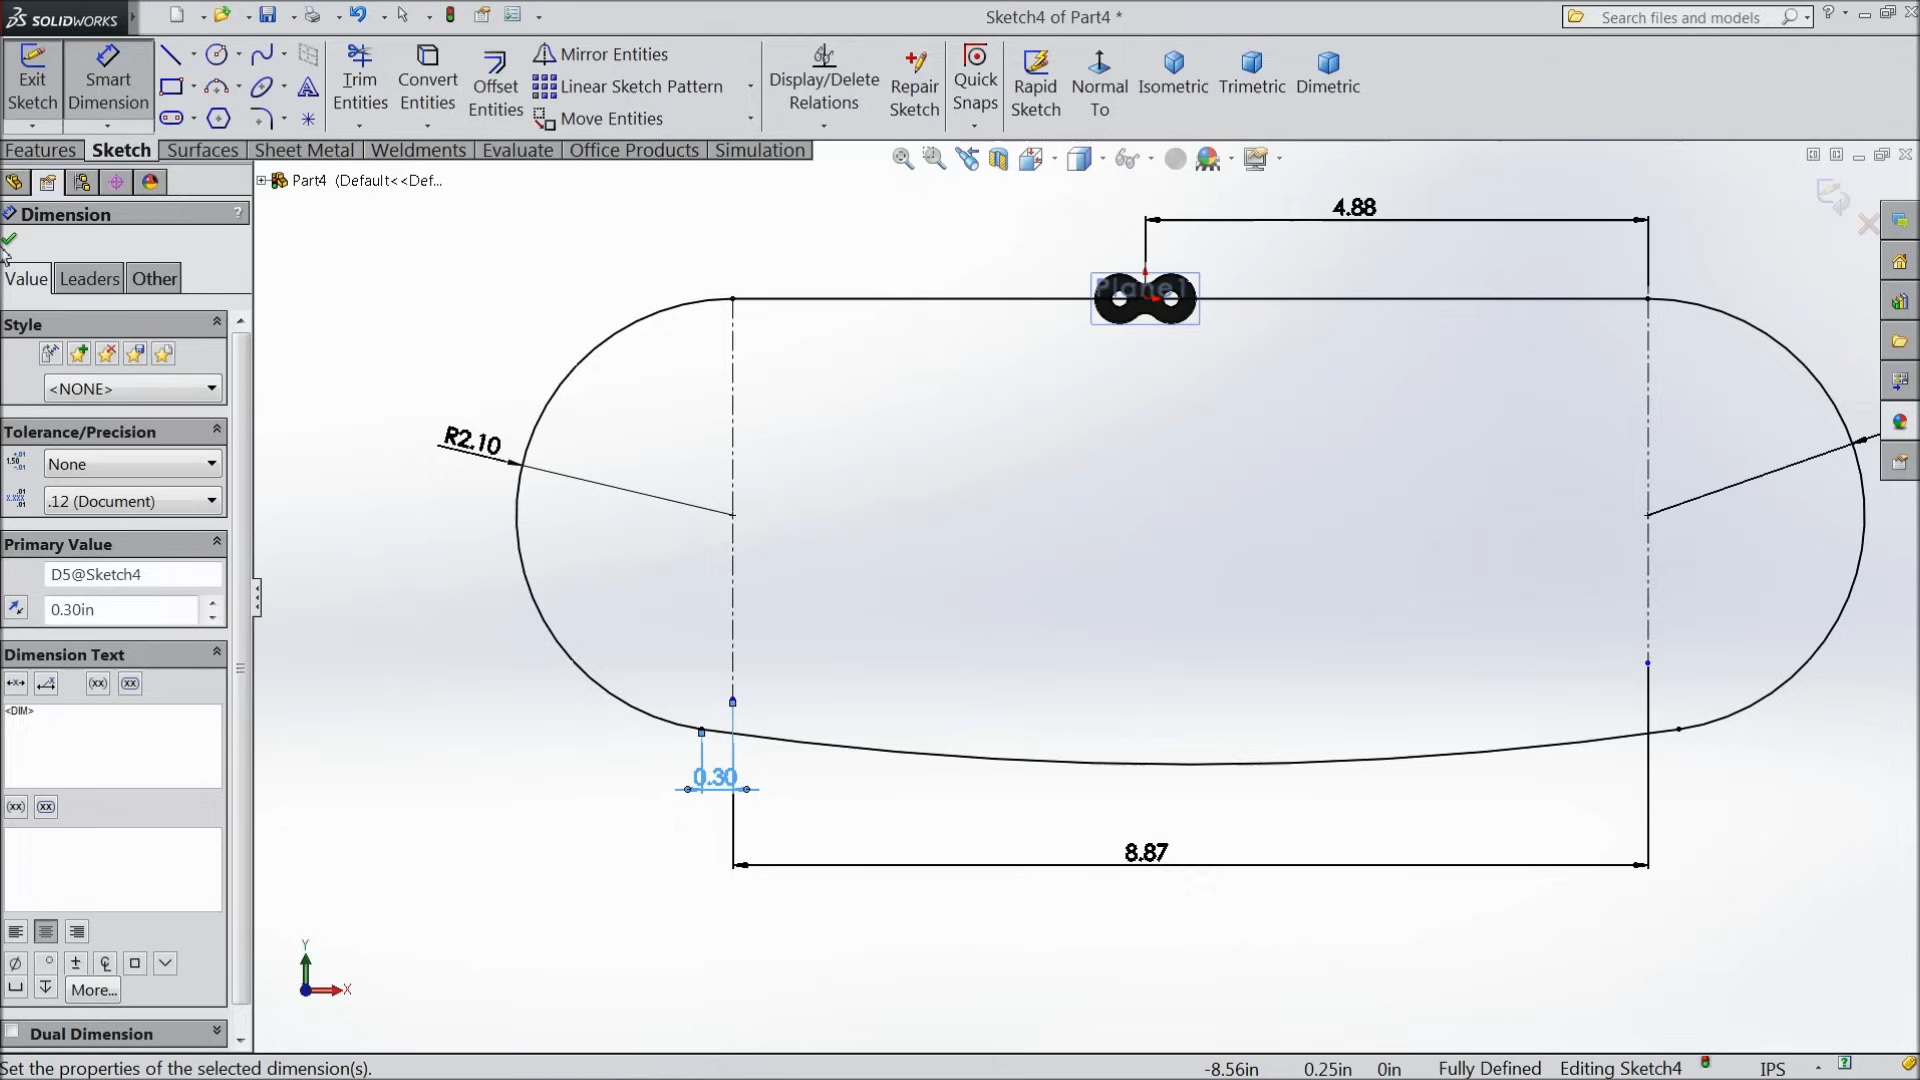 SOLIDWORKS
Sketch4 of Part4 *
Search files and models
Exit Sketch
Smart Dimension
Trim Entities
Convert Entities
Offset Entities
Mirror Entities
Linear Sketch Pattern
Move Entities
Display/Delete Relations
Repair Sketch
Quick Snaps
Rapid Sketch
Normal To
Isometric
Trimetric
Dimetric
Features
Sketch
Surfaces
Sheet Metal
Weldments
Evaluate
Office Products
Simulation
Part4 (Default<<Def...
Dimension
?
Value
Leaders
Other
Style
<NONE>
Tolerance/Precision
None
.12 (Document)
Primary Value
D5@Sketch4
0.30in
Dimension Text
(xx)
<DIM>
(xx)
More...
Dual Dimension
4.88
Plane1
R2.10
0.30
8.87
Y
X
Set the properties of the selected dimension(s).
-8.56in
0.25in
0in
Fully Defined
Editing Sketch4
IPS